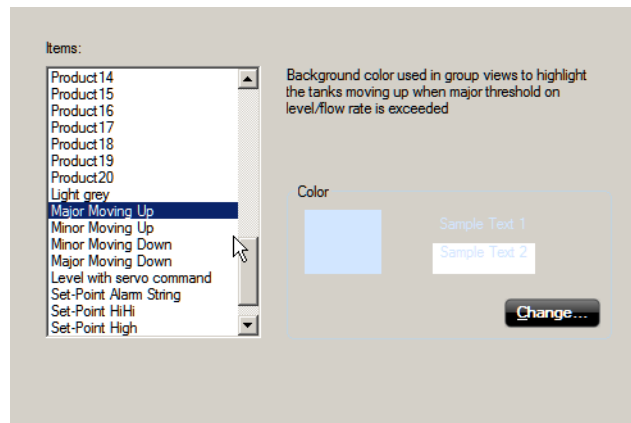 Items:
Product14
Product15
Product16
Product17
Product18
Product19
Product20
Light grey
Major Moving Up
Minor Moving Up
Minor Moving Down
Major Moving Down
Level with servo command
Set-Point Alarm String
Set-Point HiHi
Set-Point High
Background color used in group views to highlight
the tanks moving up when major threshold on
level/flow rate is exceeded
Color
Sample Text 1
Sample Text 2
Change...